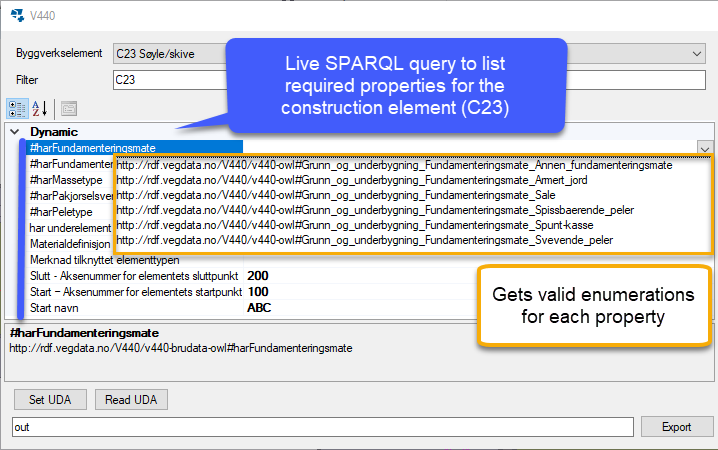 V440
Byggverkselement
C23 Søyle/skive
Filter
C23
Live SPARQL query to list
required properties for the
construction element (C23)
Dynamic
#harFundamenteringsmate
#harFundamenter
http://rdf.vegdata.no/V440/v440-owl#Grunn_og_underbygning_Fundamenteringsmate_Annen_fundamenteringsmate
#harMassetype
http://rdf.vegdata.no/V440/v440-owl#Grunn_og_underbygning_Fundamenteringsmate_Armert_jord
#harPakjorselsver
http://rdf.vegdata.no/V440/v440-owl#Grunn_og_underbygning_Fundamenteringsmate_Sale
#harPeletype
http://rdf.vegdata.no/V440/v440-owl#Grunn_og_underbygning_Fundamenteringsmate_Spissbaerende_peler
har underelement
http://rdf.vegdata.no/V440/v440-owl#Grunn_og_underbygning_Fundamenteringsmate_Spunt-kasse
Materialdefinisjon
http://rdf.vegdata.no/V440/v440-owl#Grunn_og_underbygning_Fundamenteringsmate_Svevende_peler
Merknad tilknyttet elementtypen
Slutt - Aksenummer for elementets sluttpunkt 200
Start – Aksenummer for elementets startpunkt 100
Start navn ABC
Gets valid enumerations
for each property
#harFundamenteringsmate
http://rdf.vegdata.no/V440/v440-brudata-owl#harFundamenteringsmate
Set UDA
Read UDA
out
Export